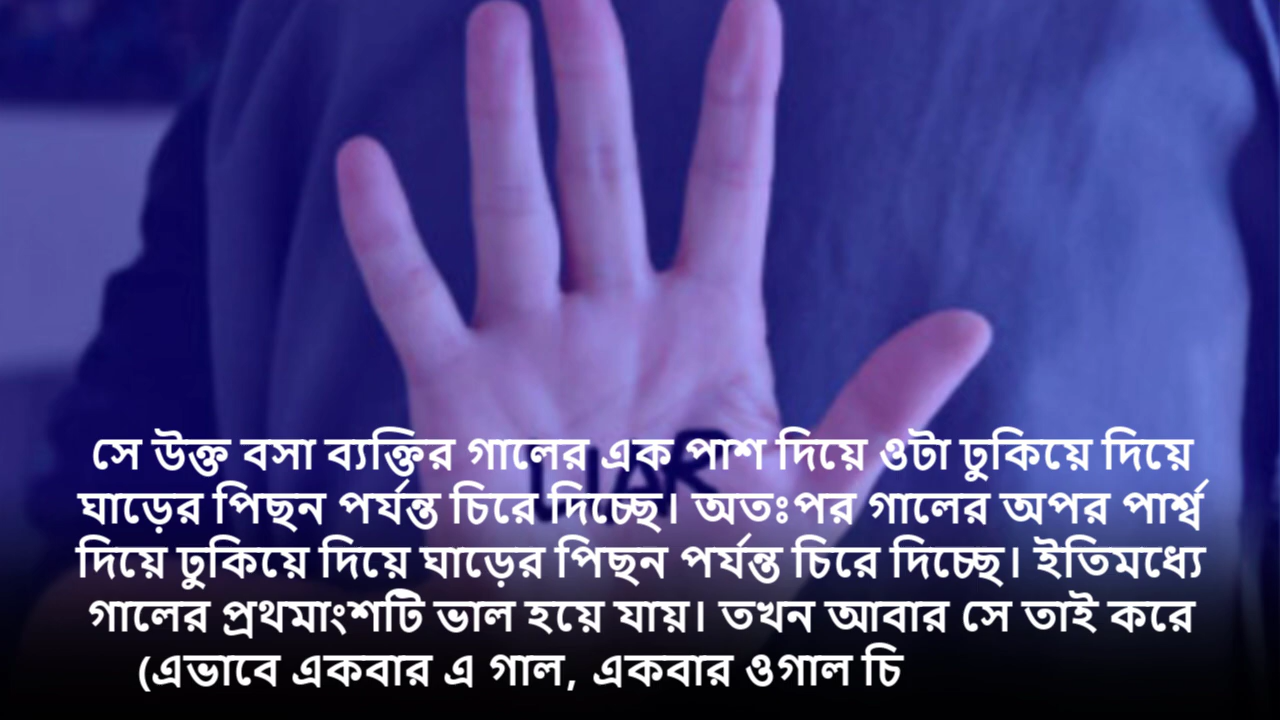 LIAR
সে উক্ত বসা ব্যক্তির গালের এক পাশ দিয়ে ওটা ঢুকিয়ে দিয়ে
ঘাড়ের পিছন পর্যন্ত চিরে দিচ্ছে। অতঃপর গালের অপর পার্শ্ব
দিয়ে ঢুকিয়ে দিয়ে ঘাড়ের পিছন পর্যন্ত চিরে দিচ্ছে। ইতিমধ্যে
গালের প্রথমাংশটি ভাল হয়ে যায়। তখন আবার সে তাই করে
(এভাবে একবার এ গাল, একবার ওগাল চি